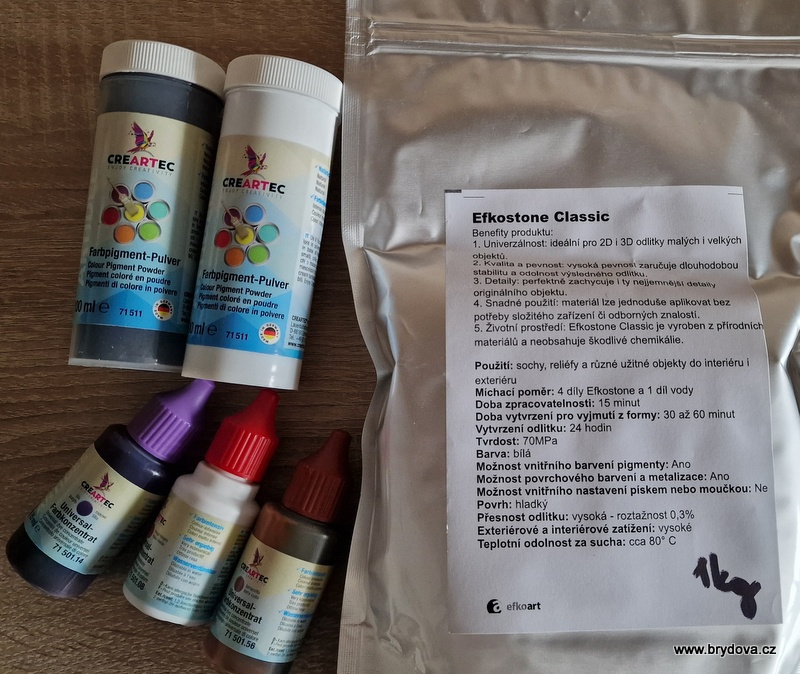 CREARTEC
ENJOY CREATIVITY
Farbpigment-Pulver
Colour Pigment Powder
Pigment coloré en poudre
Pigmenti di colore in polvere
ml e 71 511
CREARTEC
ENJOY CREATIVITY
Farbpigment-Pulver
Colour Pigment Powder
Pigment coloré en poudre
Pigmenti di colore in polvere
ml e 71 511
CREARTEC
Universal-
Farbkonzentrat
71 501.14
CREARTEC
Universal-
Farbkonzentrat
71 501.56
Efkostone Classic
Benefity produktu:
1. Univerzálnost: ideální pro 2D i 3D odlitky malých i velkých
objektů.
2. Kvalita a pevnost: vysoká pevnost zaručuje dlouhodobou
stabilitu a odolnost výsledného odlitku.
3. Detaily: perfektně zachycuje i ty nejjemnější detaily
originálního objektu.
4. Snadné použití: materiál lze jednoduše aplikovat bez
potřeby složitého zařízení či odborných znalostí.
5. Životní prostředí: Efkostone Classic je vyroben z přírodních
materiálů a neobsahuje škodlivé chemikálie.
Použití: sochy, reliéfy a různé užitné objekty do interiéru i
exteriéru
Míchací poměr: 4 díly Efkostone a 1 díl vody
Doba zpracovatelnosti: 15 minut
Doba vytvrzení pro vyjmutí z formy: 30 až 60 minut
Vytvrzení odlitku: 24 hodin
Tvrdost: 70MPa
Barva: bílá
Možnost vnitřního barvení pigmenty: Ano
Možnost povrchového barvení a metalizace: Ano
Možnost vnitřního nastavení pískem nebo moučkou: Ne
Povrh: hladký
Přesnost odlitku: vysoká - roztažnost 0,3%
Exteriérové a interiérové zatížení: vysoké
Teplotní odolnost za sucha: cca 80° C
1kg
efkoart
www.brydova.cz